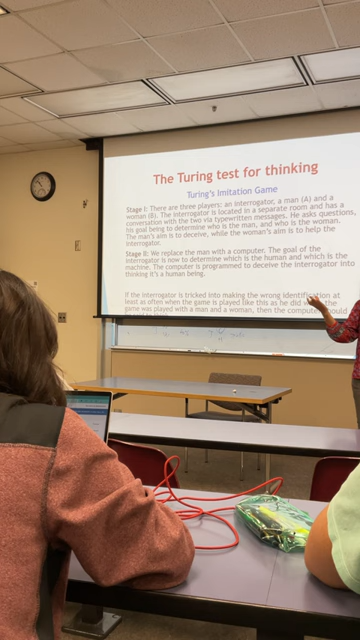 The Turing test for thinking
Turing's Imitation Game
Stage I: There are three players: an interrogator, a man (A) and a
woman (B). The interrogator is located in a separate room and has a
conversation with the two via typewritten messages. He asks questions,
his goal being to determine who is the man, and who is the woman.
The man's aim is to deceive, while the woman's aim is to help the
interrogator.
Stage II: We replace the man with a computer. The goal of the
interrogator is now to determine which is the human and which is the
machine. The computer is programmed to deceive the interrogator into
thinking it's a human being.
If the interrogator is tricked into making the wrong identification at
least as often when the game is played like this as he did when the
game was played with a man and a woman, then the computer should